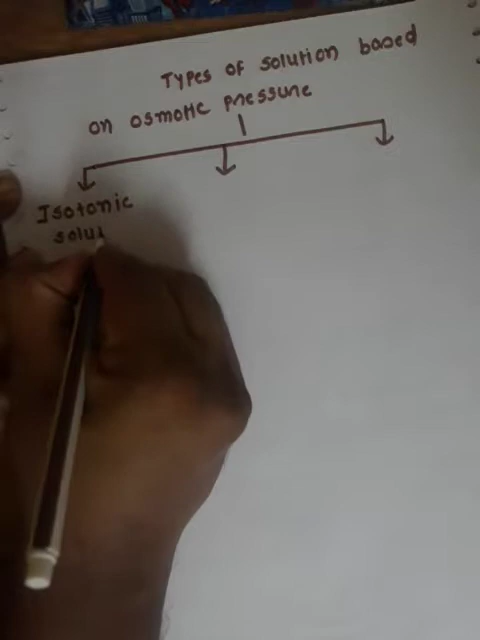 Types of solution based
on osmotic pressure
Isotonic
solu